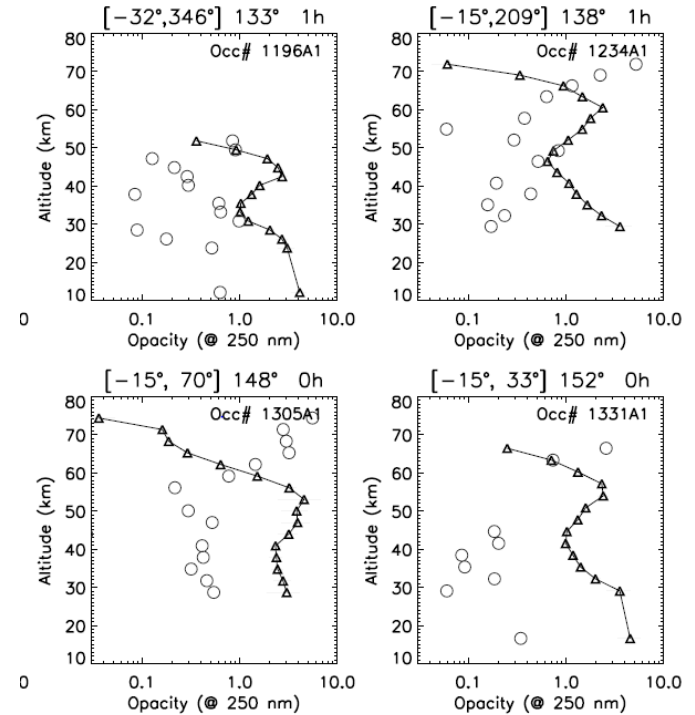 [−32°,346°] 133° 1h
[−15°,209°] 138° 1h
80
Occ# 1196A1
70
60
50
40
30
20
10
Altitude (km)
0 0.1 1.0 10.0
Opacity (@ 250 nm)
80
Occ# 1234A1
70
60
50
40
30
20
10
Altitude (km)
0.1 1.0 10.0
Opacity (@ 250 nm)
[−15°, 70°] 148° 0h
[−15°, 33°] 152° 0h
80
Occ# 1305A1
70
60
50
40
30
20
10
Altitude (km)
0 0.1 1.0 10.0
Opacity (@ 250 nm)
80
Occ# 1331A1
70
60
50
40
30
20
10
Altitude (km)
0.1 1.0 10.0
Opacity (@ 250 nm)